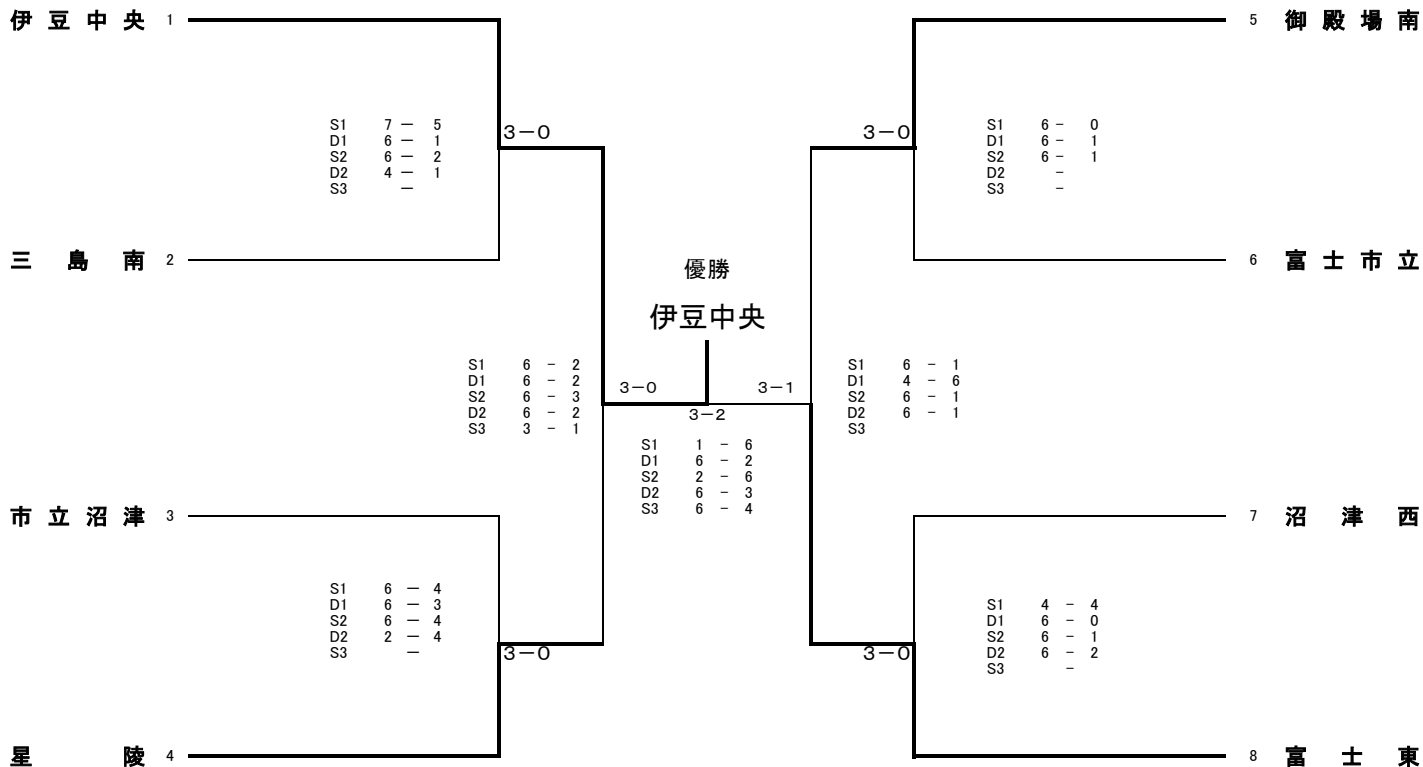 伊豆中央 1
5 御殿場南
S1 7 ー 5
D1 6 ー 1
S2 6 ー 2
D2 4 ー 1
S3 ー
3－0
3－0
S1 6 - 0
D1 6 - 1
S2 6 - 1
D2 -
S3 -
三島南 2
6 富士市立
優勝
伊豆中央
S1 6 - 2
D1 6 - 2
S2 6 - 3
D2 6 - 2
S3 3 - 1
3－0
3－1
3－2
S1 6 - 1
D1 4 - 6
S2 6 - 1
D2 6 - 1
S3
S1 1 - 6
D1 6 - 2
S2 2 - 6
D2 6 - 3
S3 6 - 4
市立沼津 3
7 沼津西
S1 6 ー 4
D1 6 ー 3
S2 6 ー 4
D2 2 ー 4
S3 ー
3－0
3－0
S1 4 - 4
D1 6 - 0
S2 6 - 1
D2 6 - 2
S3 -
星陵 4
8 富士東